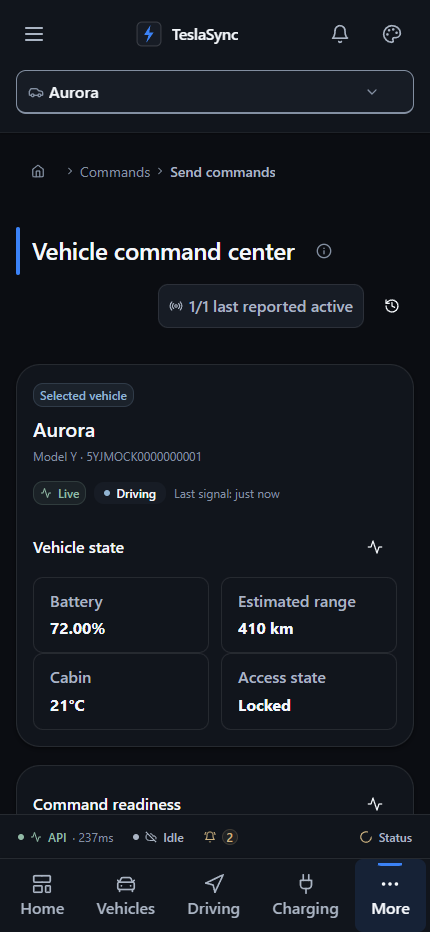 TeslaSync
Aurora
Commands
Send commands
Vehicle command center
1/1 last reported active
Selected vehicle
Aurora
Model Y · 5YJMOCK0000000001
Live
Driving
Last signal: just now
Vehicle state
Battery
72.00%
Estimated range
410 km
Cabin
21°C
Access state
Locked
Command readiness
API · 237ms
Idle
2
Status
Home
Vehicles
Driving
Charging
More